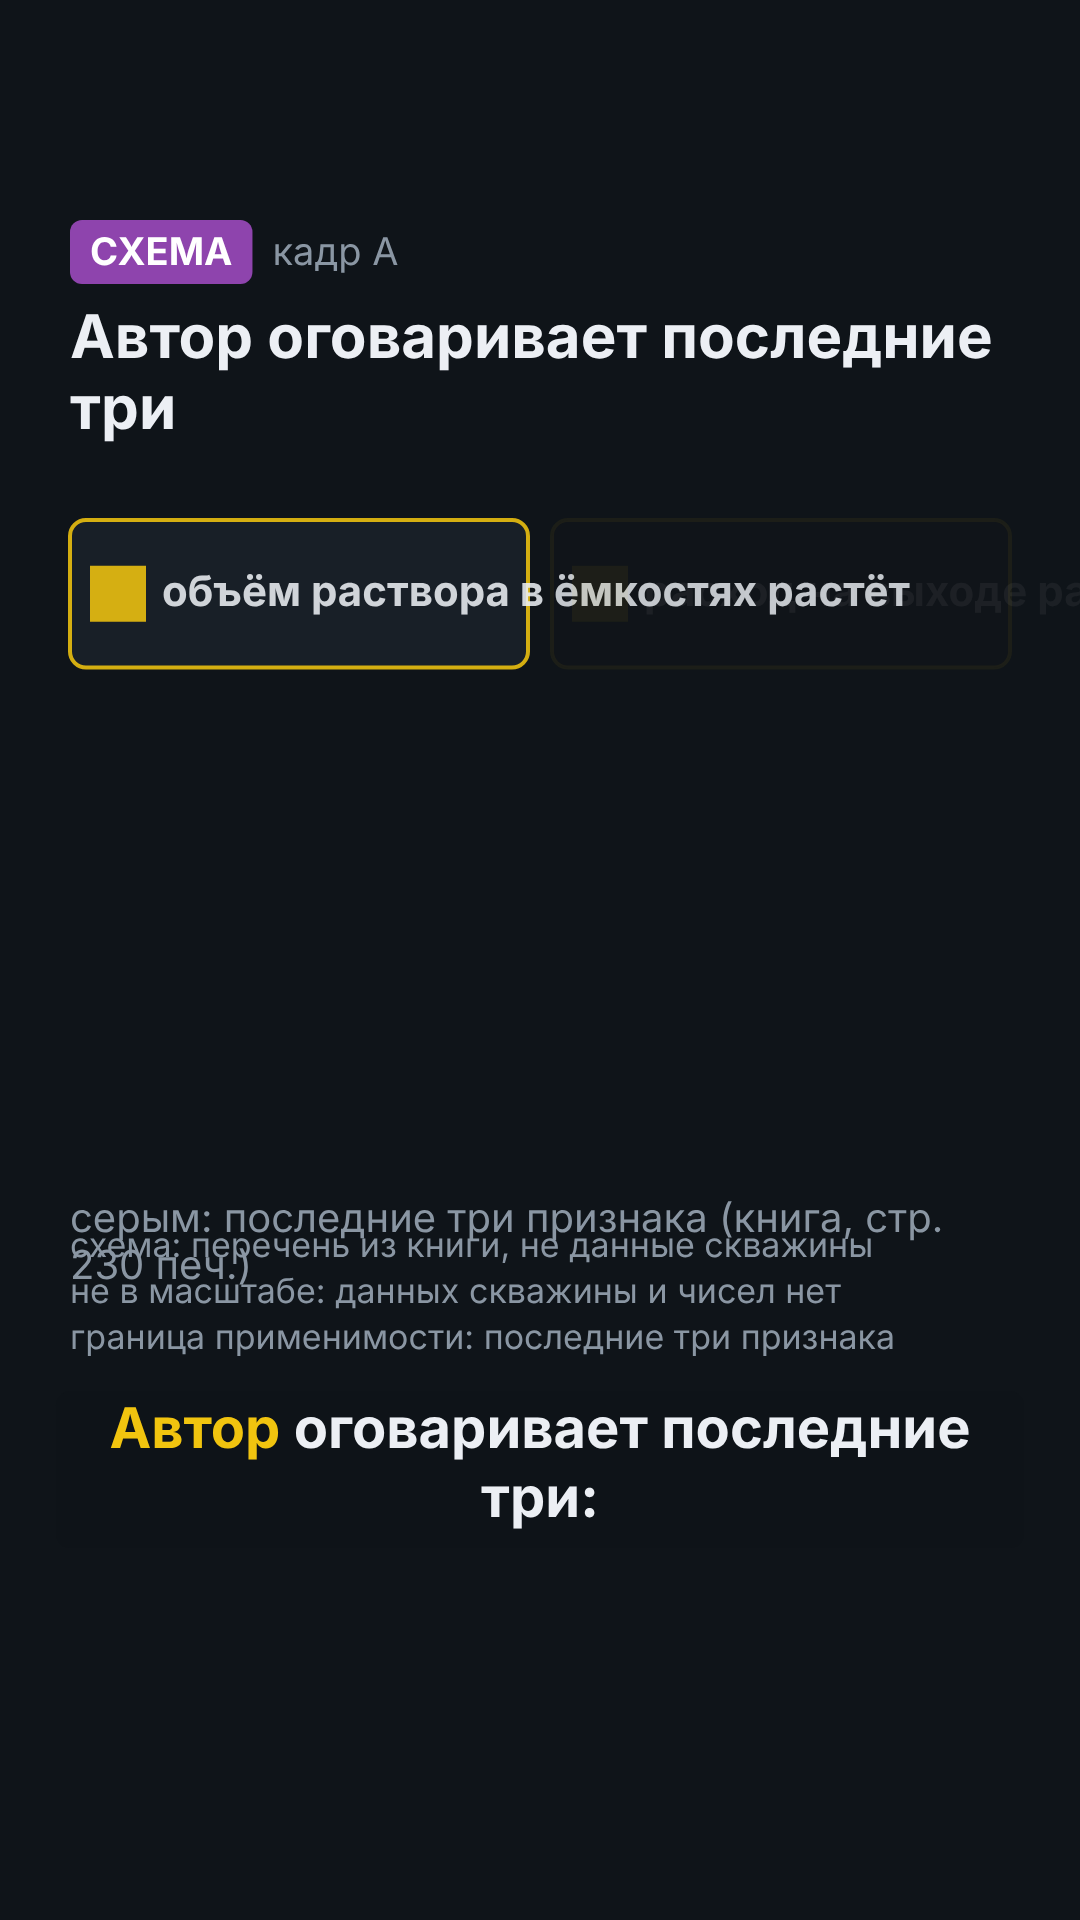 СХЕМА кадр А
Автор оговаривает последние
три
объём раствора в ёмкостях растёт
серым: последние три признака (книга, стр.
230 печ.)
схема: перечень из книги, не данные скважины
не в масштабе: данных скважины и чисел нет
граница применимости: последние три признака
Автор оговаривает последние
три: